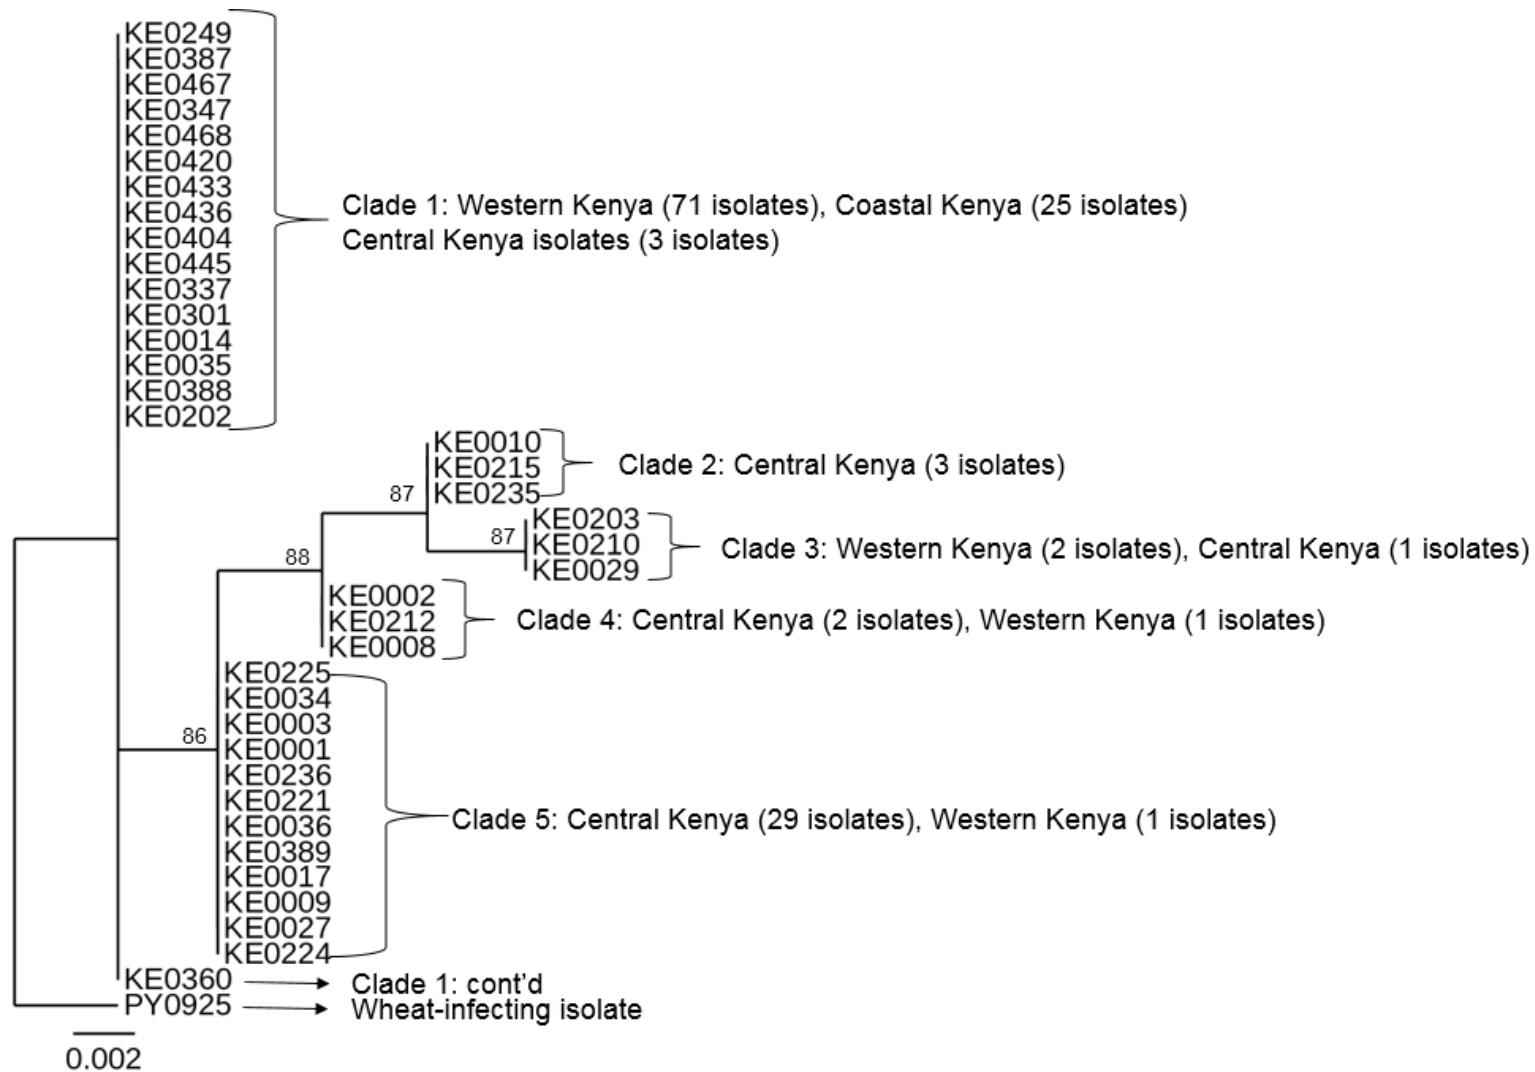 KE0249
KE0387
KE0467
KE0347
KE0468
KE0420
KE0433
KE0436
KE0404
KE0445
KE0337
KE0301
KE0014
KE0035
KE0388
KE0202
Clade 1: Western Kenya (71 isolates), Coastal Kenya (25 isolates)
Central Kenya isolates (3 isolates)
KE0010
KE0215
KE0235
87
Clade 2: Central Kenya (3 isolates)
KE0203
KE0210
KE0029
87
Clade 3: Western Kenya (2 isolates), Central Kenya (1 isolates)
88
KE0002
KE0212
KE0008
Clade 4: Central Kenya (2 isolates), Western Kenya (1 isolates)
KE0225
KE0034
KE0003
KE0001
KE0236
KE0221
KE0036
KE0389
KE0017
KE0009
KE0027
KE0224
86
Clade 5: Central Kenya (29 isolates), Western Kenya (1 isolates)
KE0360 Clade 1: cont’d
PY0925 Wheat-infecting isolate
0.002